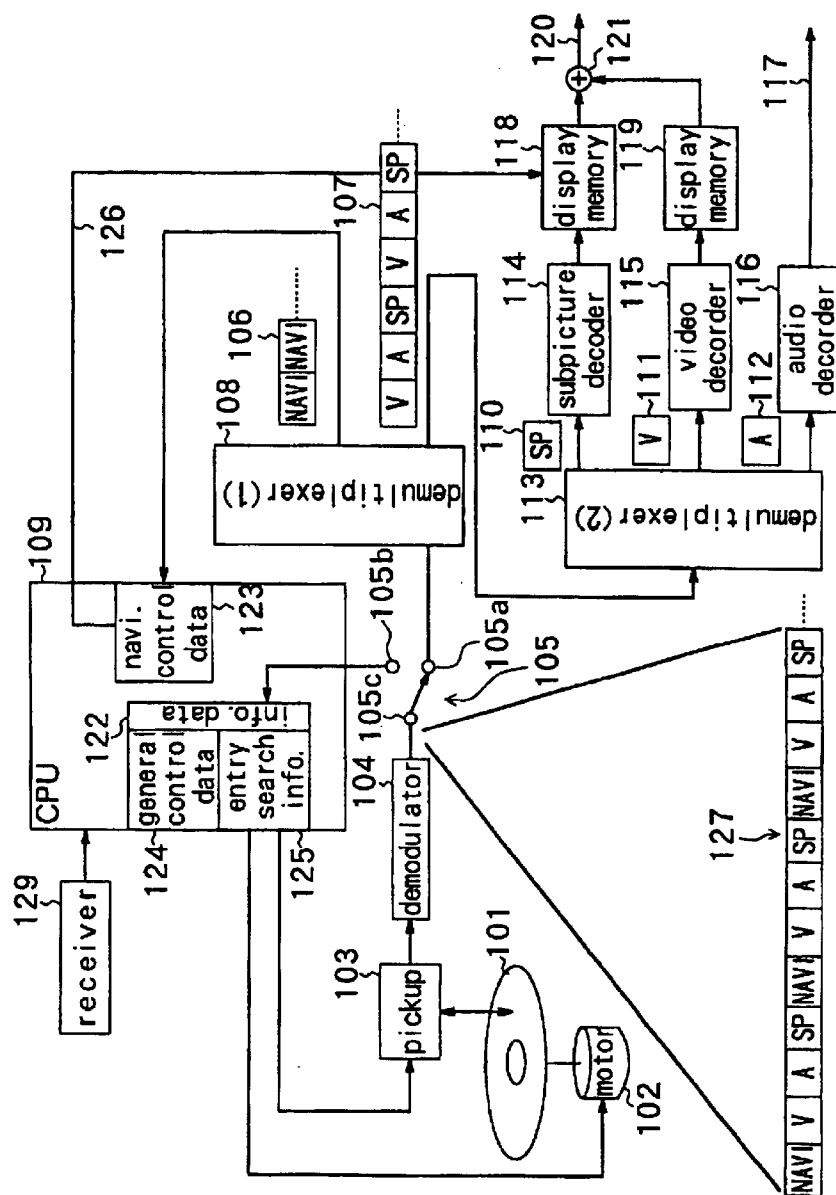 129
receiver
CPU
109
124
general control data
122
info. data
entry search info.
125
navi. control data
123
126
103
pickup
104
demodulator
105c
105b
105a
105
101
motor
102
108
demultiplexer(1)
106
NAVI NAVI ......
107
V A SP V A SP ......
113
demultiplexer(2)
110
SP
V
111
A
112
114
subpicture decoder
115
video decorder
116
audio decorder
118
display memory
119
display memory
120
121
117
127
NAVI V A SP NAVI V A SP NAVI V A SP ......